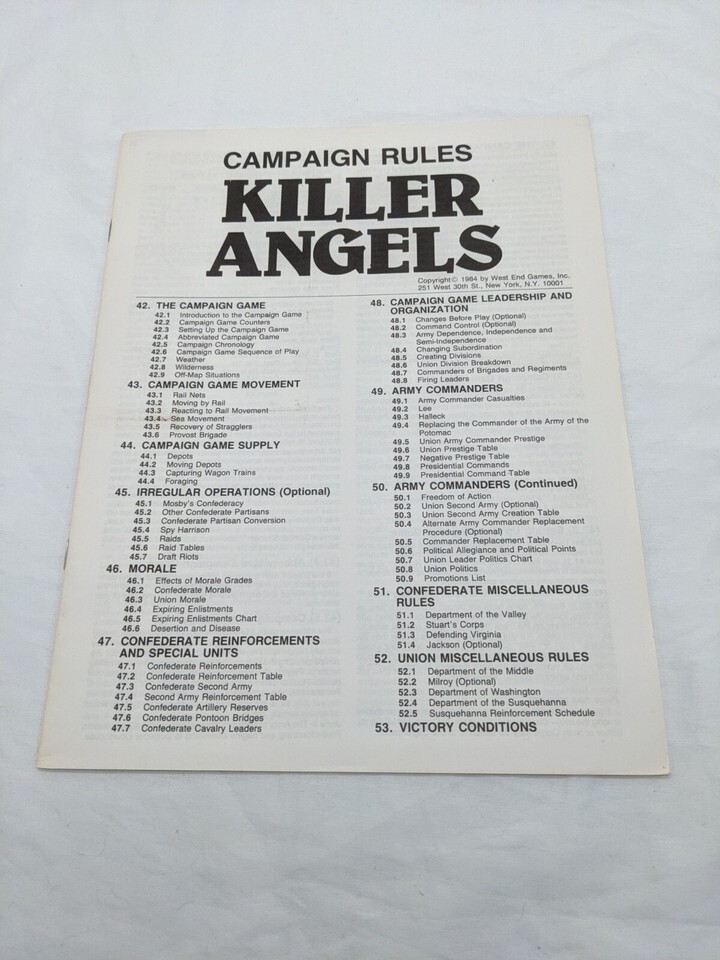 CAMPAIGN RULES
KILLER
ANGELS
Copyright© 1984 by West End Games, Inc.
251 West 30th St., New York, N.Y. 10001
42. THE CAMPAIGN GAME
42.1 Introduction to the Campaign Game
42.2 Campaign Game Counters
42.3 Setting Up the Campaign Game
42.4 Abbreviated Campaign Game
42.5 Campaign Chronology
42.6 Campaign Game Sequence of Play
42.7 Weather
42.8 Wilderness
42.9 Off-Map Situations
43. CAMPAIGN GAME MOVEMENT
43.1 Rail Nets
43.2 Moving by Rail
43.3 Reacting to Rail Movement
43.4 Sea Movement
43.5 Recovery of Stragglers
43.6 Provost Brigade
44. CAMPAIGN GAME SUPPLY
44.1 Depots
44.2 Moving Depots
44.3 Capturing Wagon Trains
44.4 Foraging
45. IRREGULAR OPERATIONS (Optional)
45.1 Mosby's Confederacy
45.2 Other Confederate Partisans
45.3 Confederate Partisan Conversion
45.4 Spy Harrison
45.5 Raids
45.6 Raid Tables
45.7 Draft Riots
46. MORALE
46.1 Effects of Morale Grades
46.2 Confederate Morale
46.3 Union Morale
46.4 Expiring Enlistments
46.5 Expiring Enlistments Chart
46.6 Desertion and Disease
47. CONFEDERATE REINFORCEMENTS
AND SPECIAL UNITS
47.1 Confederate Reinforcements
47.2 Confederate Reinforcement Table
47.3 Confederate Second Army
47.4 Second Army Reinforcement Table
47.5 Confederate Artillery Reserves
47.6 Confederate Pontoon Bridges
47.7 Confederate Cavalry Leaders
48. CAMPAIGN GAME LEADERSHIP AND
ORGANIZATION
48.1 Changes Before Play (Optional)
48.2 Command Control (Optional)
48.3 Army Dependence, Independence and
Semi-Independence
48.4 Changing Subordination
48.5 Creating Divisions
48.6 Union Division Breakdown
48.7 Commanders of Brigades and Regiments
48.8 Firing Leaders
49. ARMY COMMANDERS
49.1 Army Commander Casualties
49.2 Lee
49.3 Halleck
49.4 Replacing the Commander of the Army of the
Potomac
49.5 Union Army Commander Prestige
49.6 Union Prestige Table
49.7 Negative Prestige Table
49.8 Presidential Commands
49.9 Presidential Command Table
50. ARMY COMMANDERS (Continued)
50.1 Freedom of Action
50.2 Union Second Army (Optional)
50.3 Union Second Army Creation Table
50.4 Alternate Army Commander Replacement
Procedure (Optional)
50.5 Commander Replacement Table
50.6 Political Allegiance and Political Points
50.7 Union Leader Politics Chart
50.8 Union Politics
50.9 Promotions List
51. CONFEDERATE MISCELLANEOUS
RULES
51.1 Department of the Valley
51.2 Stuart's Corps
51.3 Defending Virginia
51.4 Jackson (Optional)
52. UNION MISCELLANEOUS RULES
52.1 Department of the Middle
52.2 Milroy (Optional)
52.3 Department of Washington
52.4 Department of the Susquehanna
52.5 Susquehanna Reinforcement Schedule
53. VICTORY CONDITIONS